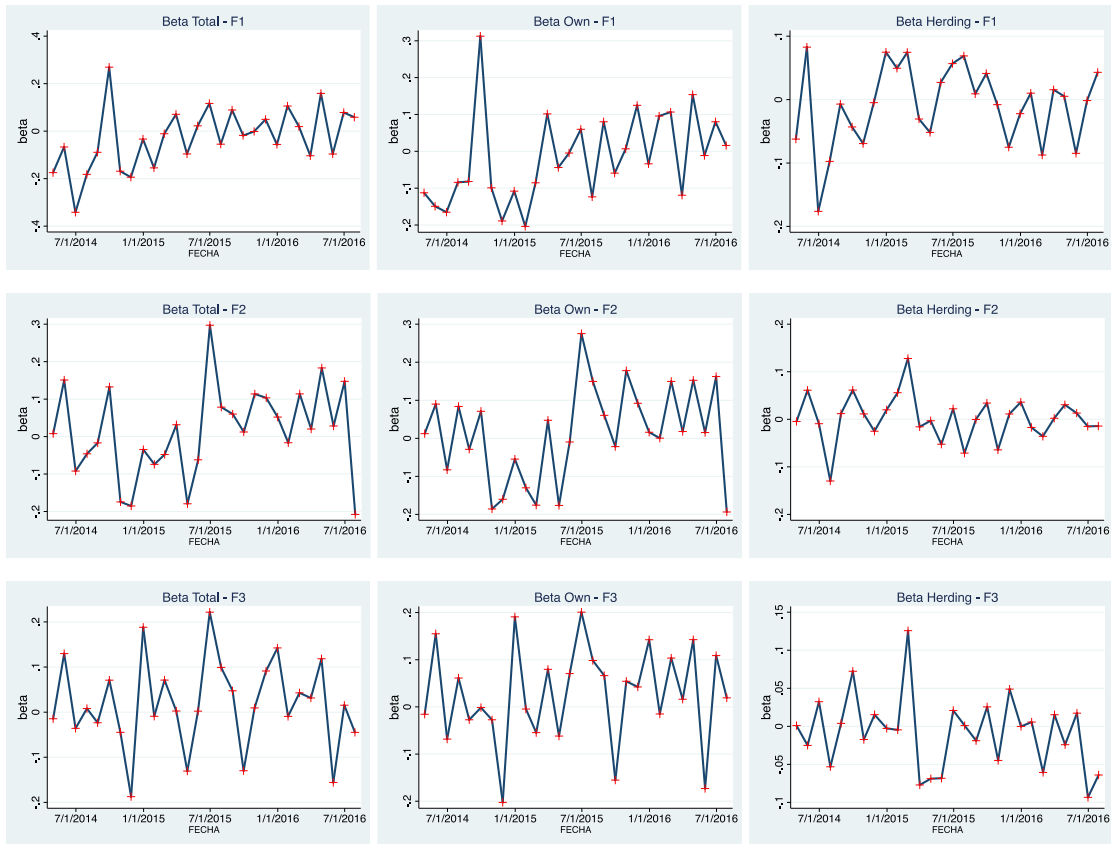 Beta Total - F1
beta
.4
.2
0
-.2
-.4
7/1/2014 1/1/2015 7/1/2015 1/1/2016 7/1/2016
FECHA
Beta Own - F1
beta
.3
.2
.1
0
-.1
-.2
7/1/2014 1/1/2015 7/1/2015 1/1/2016 7/1/2016
FECHA
Beta Herding - F1
beta
.1
0
-.1
-.2
7/1/2014 1/1/2015 7/1/2015 1/1/2016 7/1/2016
FECHA
Beta Total - F2
beta
.3
.2
.1
0
-.1
-.2
7/1/2014 1/1/2015 7/1/2015 1/1/2016 7/1/2016
FECHA
Beta Own - F2
beta
.3
.2
.1
0
-.1
-.2
7/1/2014 1/1/2015 7/1/2015 1/1/2016 7/1/2016
FECHA
Beta Herding - F2
beta
.2
.1
0
-.1
-.2
7/1/2014 1/1/2015 7/1/2015 1/1/2016 7/1/2016
FECHA
Beta Total - F3
beta
.2
.1
0
-.1
-.2
7/1/2014 1/1/2015 7/1/2015 1/1/2016 7/1/2016
FECHA
Beta Own - F3
beta
.2
.1
0
-.1
-.2
7/1/2014 1/1/2015 7/1/2015 1/1/2016 7/1/2016
FECHA
Beta Herding - F3
beta
.15
.1
.05
0
-.05
-.1
7/1/2014 1/1/2015 7/1/2015 1/1/2016 7/1/2016
FECHA